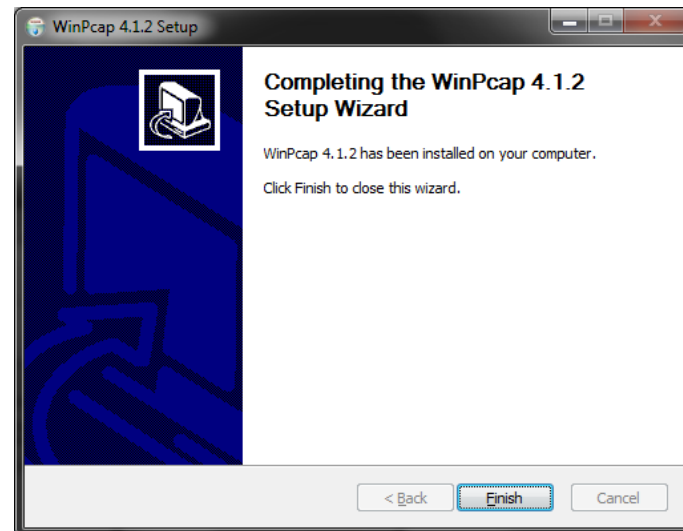 WinPcap 4.1.2 Setup
Completing the WinPcap 4.1.2
Setup Wizard
WinPcap 4.1.2 has been installed on your computer.
Click Finish to close this wizard.
< Back
Finish
Cancel